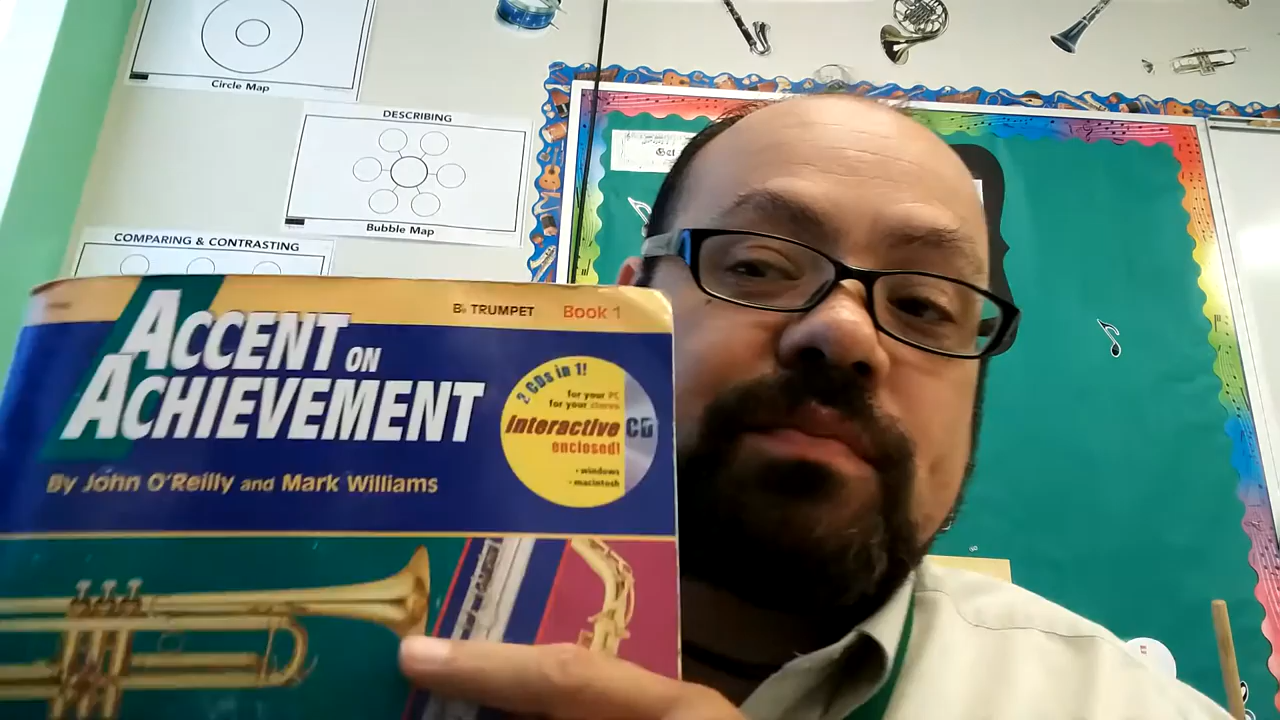 Circle Map
DESCRIBING
Bubble Map
COMPARING & CONTRASTING
B♭ TRUMPET Book 1
ACCENT ON
ACHIEVEMENT
By John O'Reilly and Mark Williams
2 CDs in 1!
for your PC
for your stereo
interactive CD
enclosed!
• windows
• macintosh